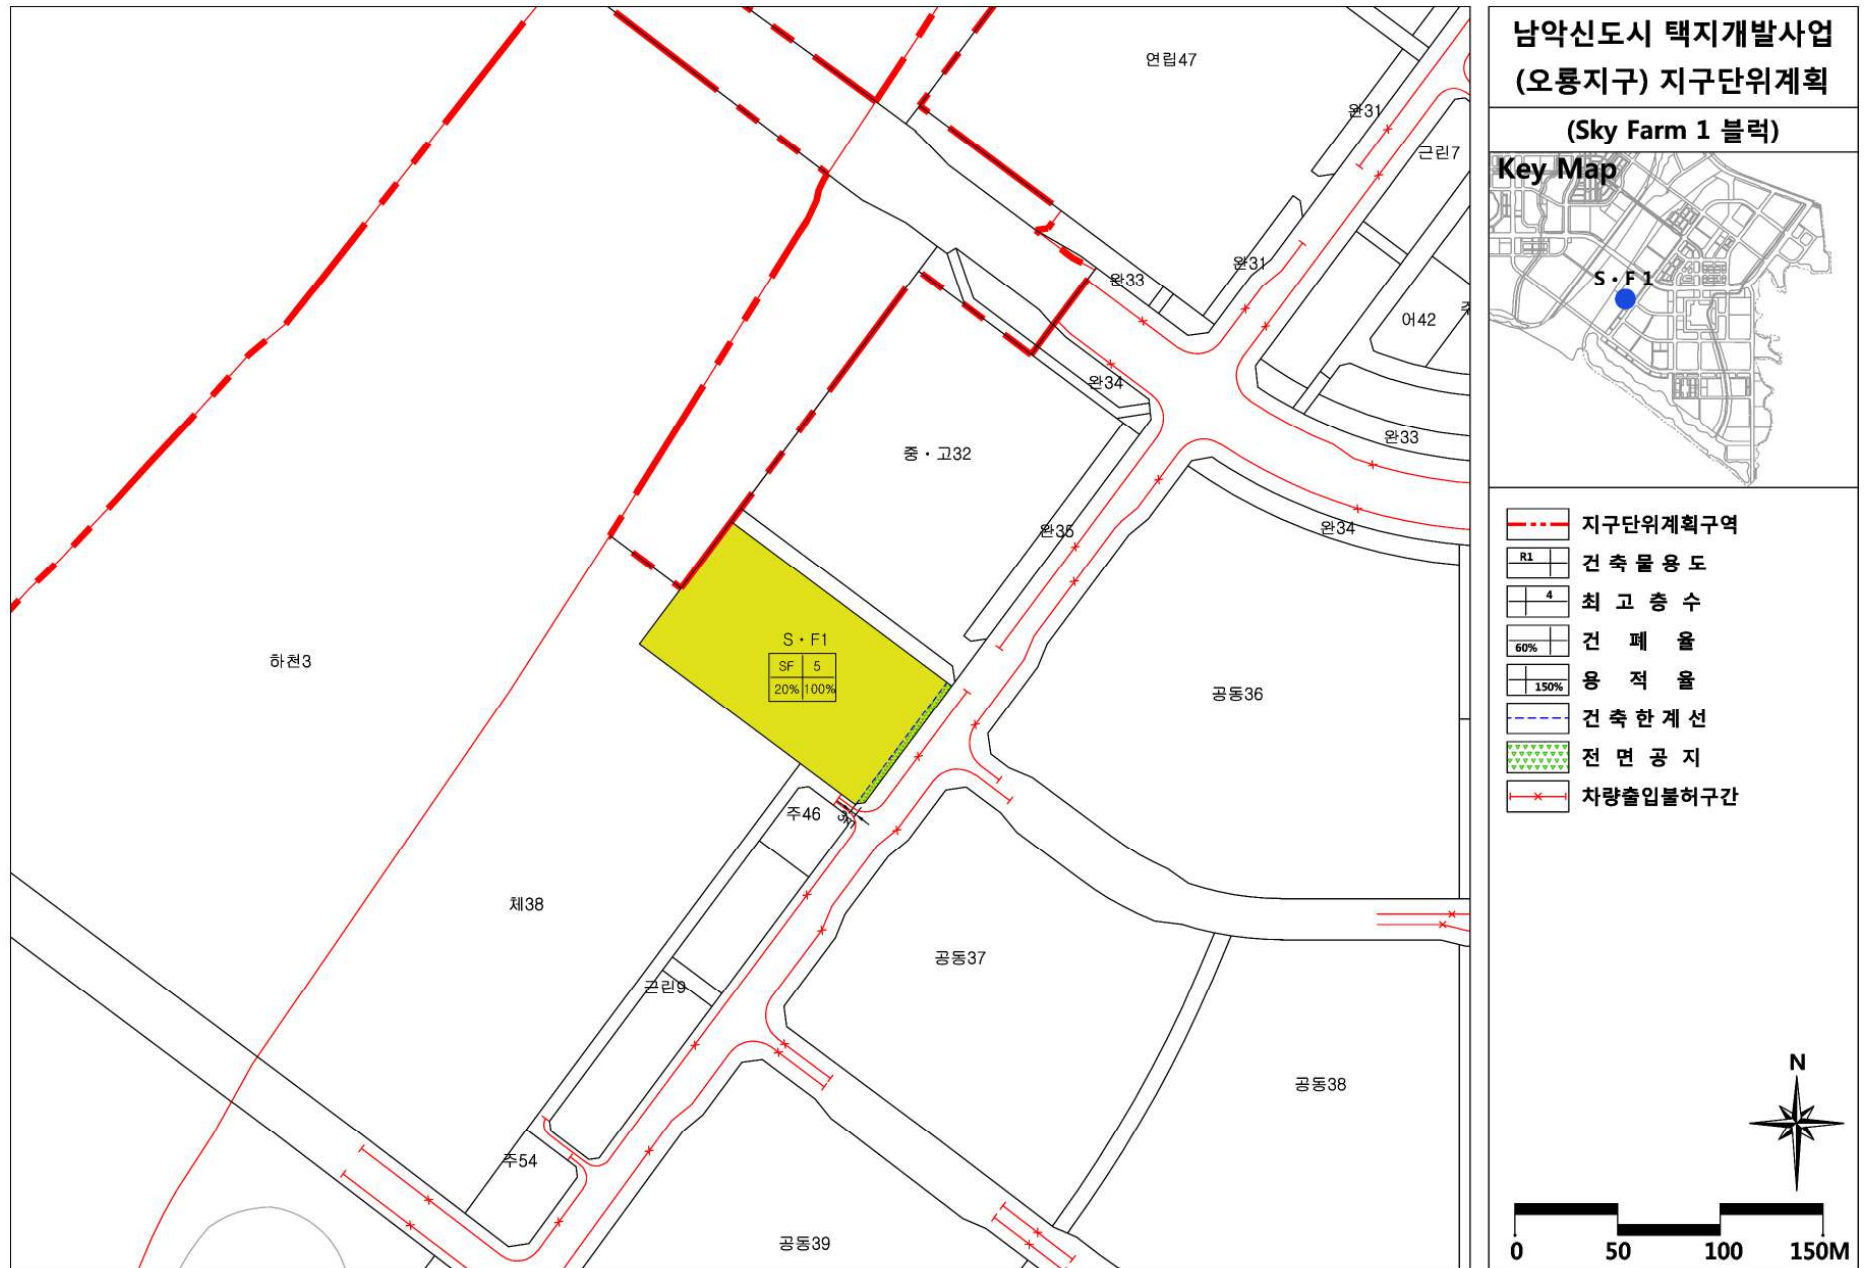 남악신도시 택지개발사업
(오룡지구) 지구단위계획
(Sky Farm 1 블럭)
Key Map
S・F 1
지구단위계획구역
R1
건축물용도
4
최고층수
60%
건폐율
150%
용적율
건축한계선
전면공지
차량출입불허구간
N
0 50 100 150M
연립47
완31
근린7
완31
완33
어42
완34
완33
중・고32
완35
완34
S・F1
SF 5
20% 100%
하천3
공동36
주46
3m
체38
공동37
근린9
공동38
주54
공동39